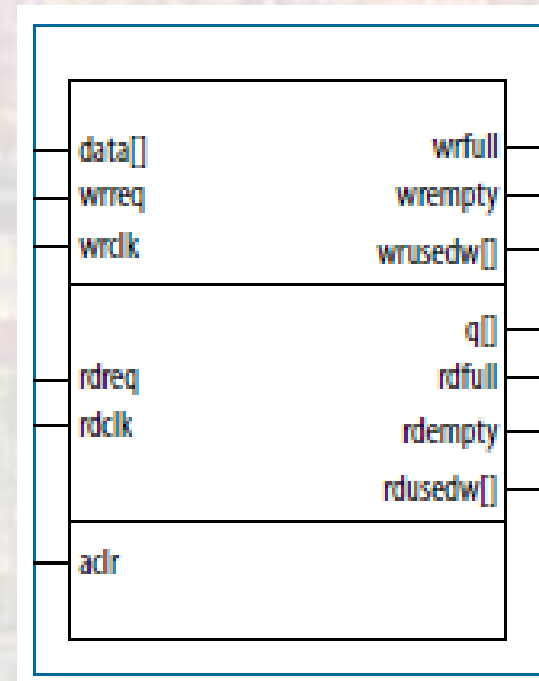 data[] wrfull
wrreq wrempty
wrclk wrusedw[]
q[]
rdreq rdfull
rdclk rdempty
rdusedw[]
aclr